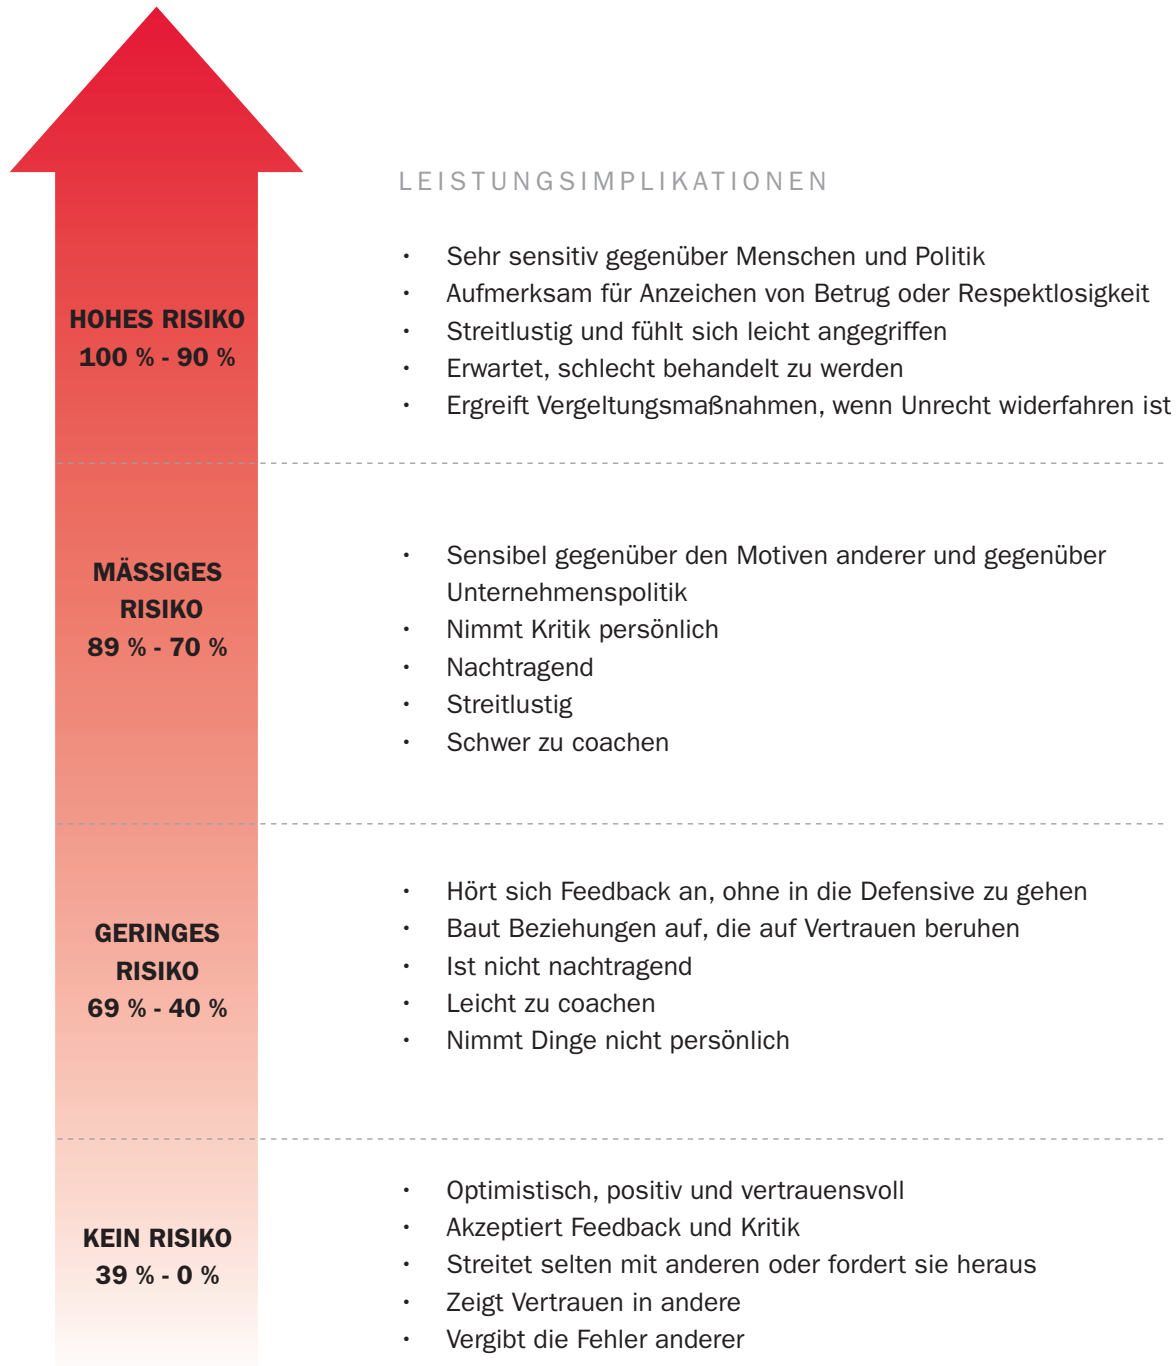 LEISTUNGSIMPLIKATIONEN
HOHES RISIKO
100 % - 90 %
• Sehr sensitiv gegenüber Menschen und Politik
• Aufmerksam für Anzeichen von Betrug oder Respektlosigkeit
• Streitlustig und fühlt sich leicht angegriffen
• Erwartet, schlecht behandelt zu werden
• Ergreift Vergeltungsmaßnahmen, wenn Unrecht widerfahren ist
MÄSSIGES
RISIKO
89 % - 70 %
• Sensibel gegenüber den Motiven anderer und gegenüber
Unternehmenspolitik
• Nimmt Kritik persönlich
• Nachtragend
• Streitlustig
• Schwer zu coachen
GERINGES
RISIKO
69 % - 40 %
• Hört sich Feedback an, ohne in die Defensive zu gehen
• Baut Beziehungen auf, die auf Vertrauen beruhen
• Ist nicht nachtragend
• Leicht zu coachen
• Nimmt Dinge nicht persönlich
KEIN RISIKO
39 % - 0 %
• Optimistisch, positiv und vertrauensvoll
• Akzeptiert Feedback und Kritik
• Streitet selten mit anderen oder fordert sie heraus
• Zeigt Vertrauen in andere
• Vergibt die Fehler anderer